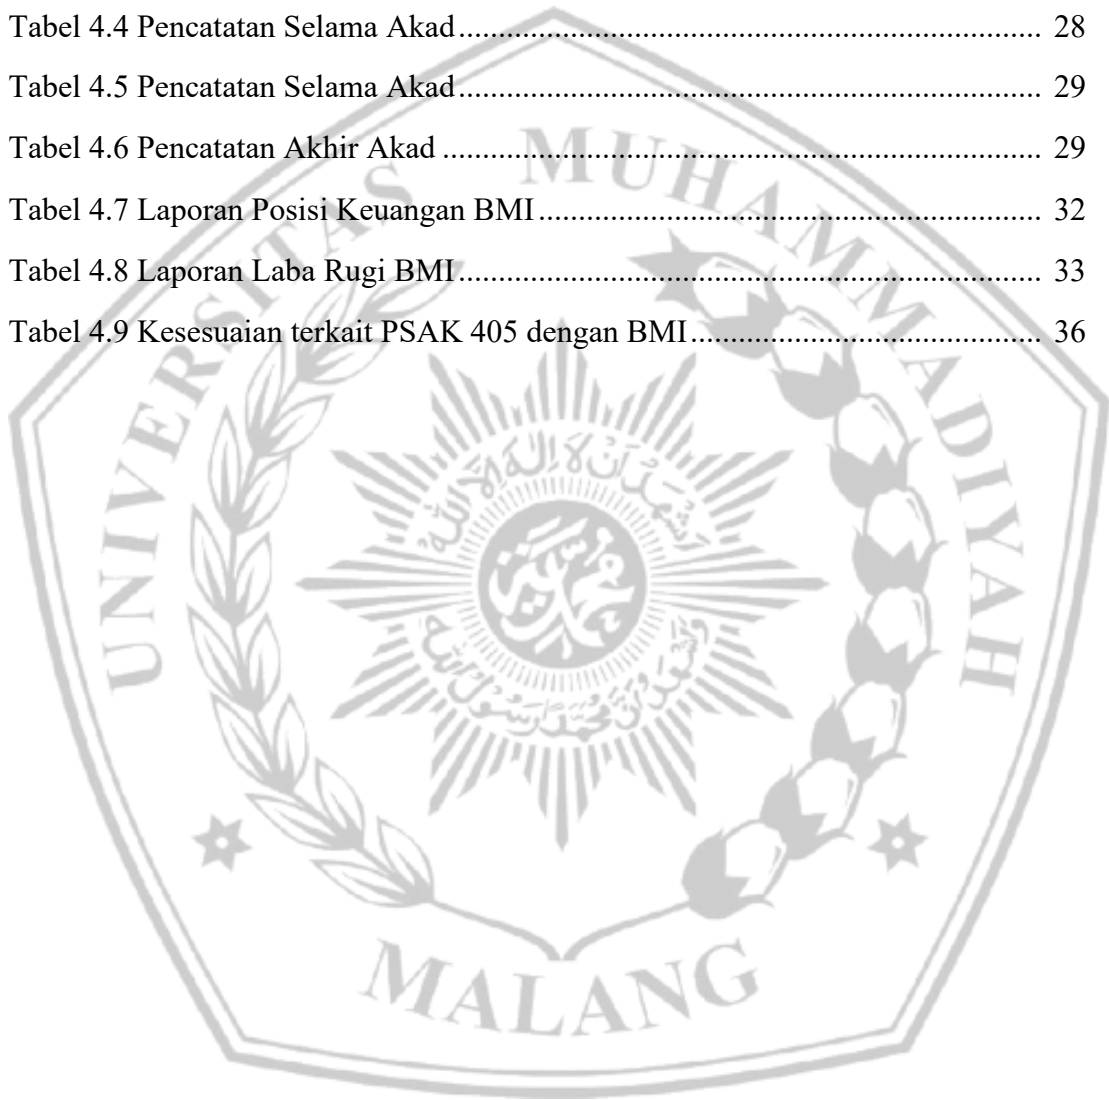 Tabel 4.4 Pencatatan Selama Akad.......................................................................... 28
Tabel 4.5 Pencatatan Selama Akad.......................................................................... 29
Tabel 4.6 Pencatatan Akhir Akad ............................................................................ 29
Tabel 4.7 Laporan Posisi Keuangan BMI................................................................ 32
Tabel 4.8 Laporan Laba Rugi BMI.......................................................................... 33
Tabel 4.9 Kesesuaian terkait PSAK 405 dengan BMI............................................. 36
UNIVERSITAS MUHAMMADIYAH
MALANG